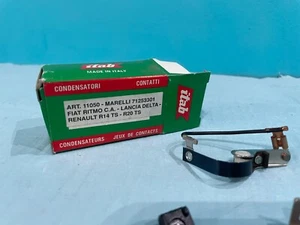 itab
MADE IN ITALY
CONDENSATORI CONTATTI
ART. 11050 - MARELLI 71255301
FIAT RITMO C.A. - LANCIA DELTA -
RENAULT R14 TS - R20 TS
CONDENSATEURS JEUX DE CONTACTS
itab